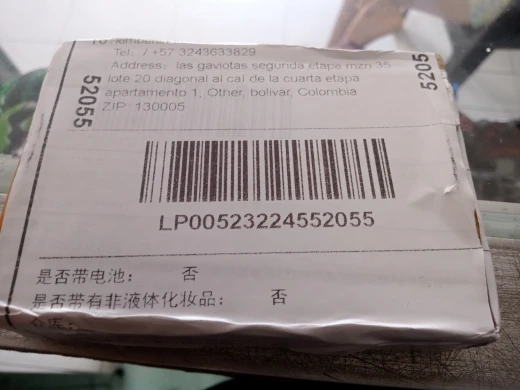 Tel: / +57 3243633829
Address: las gaviotas segunda etapa mzn 35
lote 20 diagonal al cai de la cuarta etapa
apartamento 1, Other, bolivar, Colombia
ZIP: 130005
52055
5205
LP00523224552055
是否带电池： 否
是否带有非液体化妆品： 否